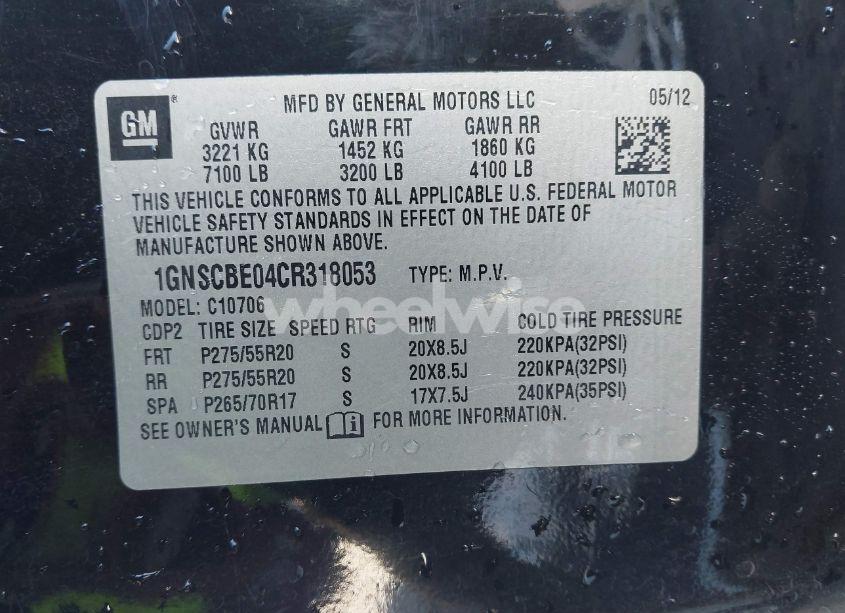 GM® MFD BY GENERAL MOTORS LLC 05/12
GVWR GAWR FRT GAWR RR
3221 KG 1452 KG 1860 KG
7100 LB 3200 LB 4100 LB
THIS VEHICLE CONFORMS TO ALL APPLICABLE U.S. FEDERAL MOTOR
VEHICLE SAFETY STANDARDS IN EFFECT ON THE DATE OF
MANUFACTURE SHOWN ABOVE.
1GNSCBE04CR318053 TYPE: M.P.V.
MODEL: C10706
wheelwise
CDP2 TIRE SIZE SPEED RTG RIM COLD TIRE PRESSURE
FRT P275/55R20 S 20X8.5J 220KPA(32PSI)
RR P275/55R20 S 20X8.5J 220KPA(32PSI)
SPA P265/70R17 S 17X7.5J 240KPA(35PSI)
SEE OWNER'S MANUAL FOR MORE INFORMATION.